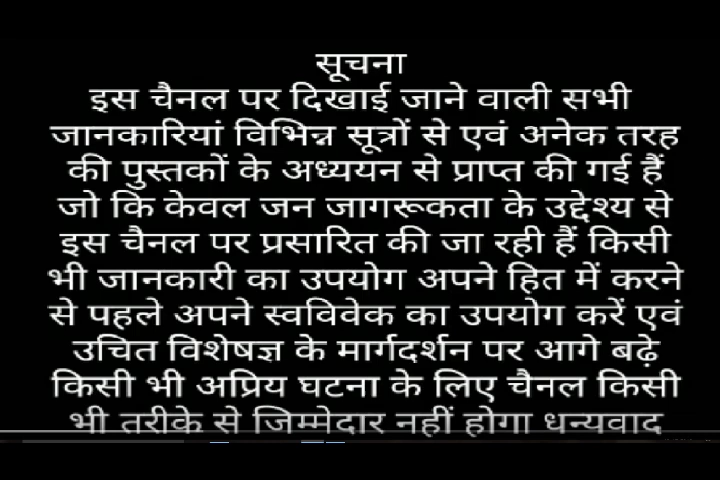 सूचना
इस चैनल पर दिखाई जाने वाली सभी
जानकारियां विभिन्न सूत्रों से एवं अनेक तरह
की पुस्तकों के अध्ययन से प्राप्त की गई हैं
जो कि केवल जन जागरूकता के उद्देश्य से
इस चैनल पर प्रसारित की जा रही हैं किसी
भी जानकारी का उपयोग अपने हित में करने
से पहले अपने स्वविवेक का उपयोग करें एवं
उचित विशेषज्ञ के मार्गदर्शन पर आगे बढ़े
किसी भी अप्रिय घटना के लिए चैनल किसी
भी तरीके से जिम्मेदार नहीं होगा धन्यवाद